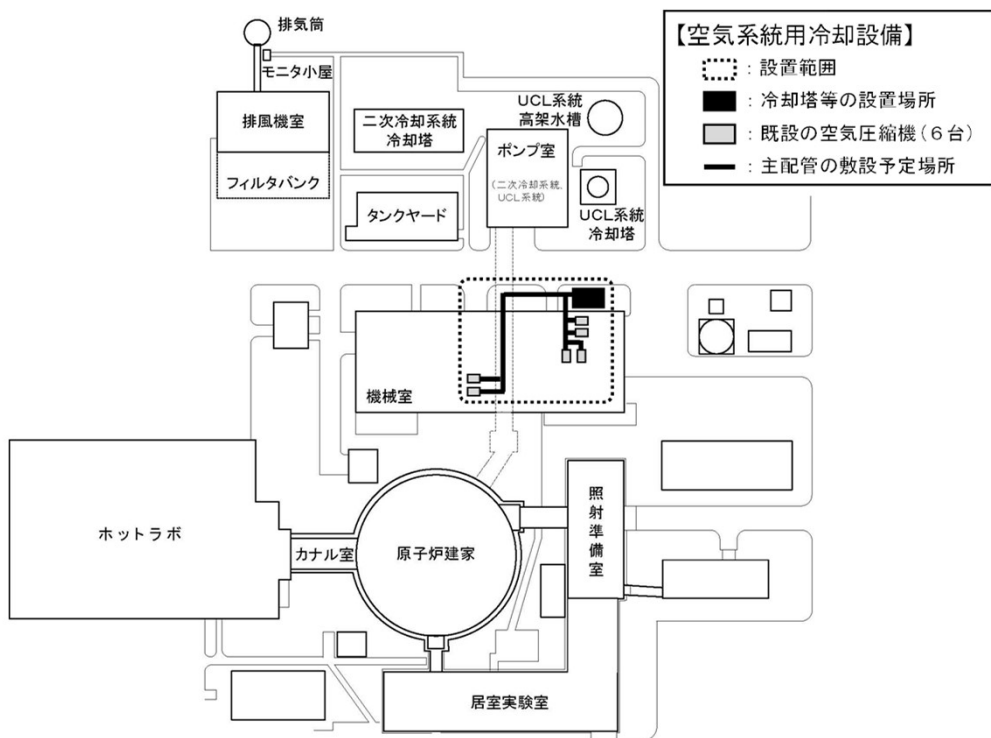 排気筒
モニタ小屋
排風機室
フィルタバンク
二次冷却系統
冷却塔
タンクヤード
UCL系統
高架水槽
ポンプ室
(二次冷却系統、
UCL系統)
UCL系統
冷却塔
【空気系統用冷却設備】
：設置範囲
：冷却塔等の設置場所
：既設の空気圧縮機(6台)
：主配管の敷設予定場所
機械室
ホットラボ
カナル室
原子炉建家
照射準備室
居室実験室